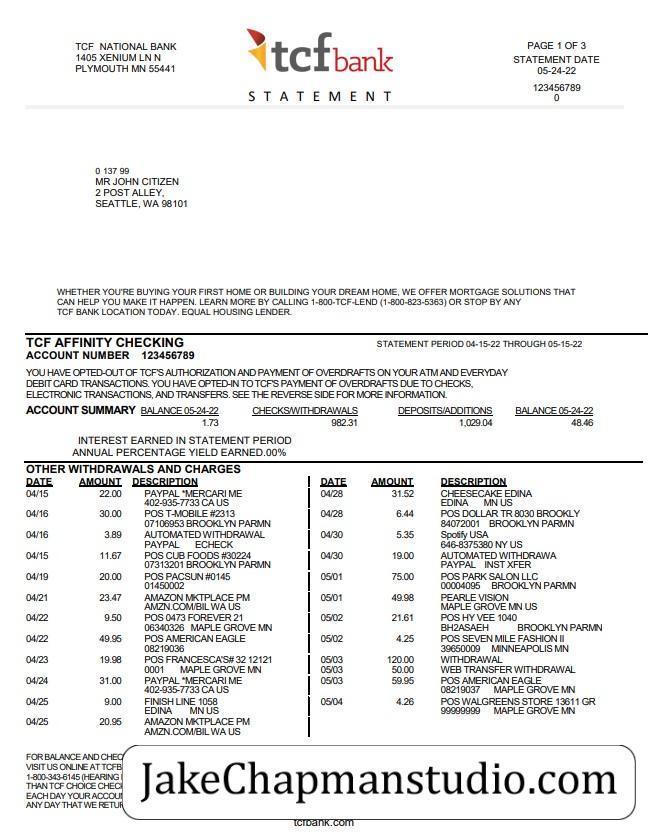 TCF NATIONAL BANK
1405 XENIUM LN N
PLYMOUTH MN 55441
tcfbank
STATEMENT
PAGE 1 OF 3
STATEMENT DATE
05-24-22
123456789
0
0 137 99
MR JOHN CITIZEN
2 POST ALLEY,
SEATTLE, WA 98101
WHETHER YOU'RE BUYING YOUR FIRST HOME OR BUILDING YOUR DREAM HOME, WE OFFER MORTGAGE SOLUTIONS THAT
CAN HELP YOU MAKE IT HAPPEN. LEARN MORE BY CALLING 1-800-TCF-LEND (1-800-823-5363) OR STOP BY ANY
TCF BANK LOCATION TODAY. EQUAL HOUSING LENDER.
TCF AFFINITY CHECKING STATEMENT PERIOD 04-15-22 THROUGH 05-15-22
ACCOUNT NUMBER 123456789
YOU HAVE OPTED-OUT OF TCF'S AUTHORIZATION AND PAYMENT OF OVERDRAFTS ON YOUR ATM AND EVERYDAY
DEBIT CARD TRANSACTIONS. YOU HAVE OPTED-IN TO TCF'S PAYMENT OF OVERDRAFTS DUE TO CHECKS,
ELECTRONIC TRANSACTIONS, AND TRANSFERS. SEE THE REVERSE SIDE FOR MORE INFORMATION.
ACCOUNT SUMMARY BALANCE 05-24-22 CHECKS/WITHDRAWALS DEPOSITS/ADDITIONS BALANCE 05-24-22
1.73 982.31 1,029.04 48.46
INTEREST EARNED IN STATEMENT PERIOD
ANNUAL PERCENTAGE YIELD EARNED.00%
OTHER WITHDRAWALS AND CHARGES
DATE AMOUNT DESCRIPTION
04/15 22.00 PAYPAL *MERCARI ME
402-935-7733 CA US
04/16 30.00 POS T-MOBILE #2313
07106953 BROOKLYN PARMN
04/16 3.89 AUTOMATED WITHDRAWAL
PAYPAL ECHECK
04/15 11.67 POS CUB FOODS #30224
07313201 BROOKLYN PARMN
04/19 20.00 POS PACSUN #0145
01450002
04/21 23.47 AMAZON MKTPLACE PM
AMZN.COM/BIL WA US
04/22 9.50 POS 0473 FOREVER 21
06340326 MAPLE GROVE MN
04/22 49.95 POS AMERICAN EAGLE
08219036
04/23 19.98 POS FRANCESCA'S# 32 12121
0001 MAPLE GROVE MN
04/24 31.00 PAYPAL *MERCARI ME
402-935-7733 CA US
04/25 9.00 FINISH LINE 1058
EDINA MN US
04/25 20.95 AMAZON MKTPLACE PM
AMZN.COM/BIL WA US
DATE AMOUNT DESCRIPTION
04/28 31.52 CHEESECAKE EDINA
EDINA MN US
04/28 6.44 POS DOLLAR TR 8030 BROOKLY
84072001 BROOKLYN PARMN
04/30 5.35 Spotify USA
646-8375380 NY US
04/30 19.00 AUTOMATED WITHDRAWA
PAYPAL INST XFER
05/01 75.00 POS PARK SALON LLC
00004095 BROOKLYN PARMN
05/01 49.98 PEARLE VISION
MAPLE GROVE MN US
05/02 21.61 POS HY VEE 1040
BH2ASAEH BROOKLYN PARMN
05/02 4.25 POS SEVEN MILE FASHION II
39650009 MINNEAPOLIS MN
05/03 120.00 WITHDRAWAL
05/03 50.00 WEB TRANSFER WITHDRAWAL
05/03 59.95 POS AMERICAN EAGLE
08219037 MAPLE GROVE MN
05/04 4.26 POS WALGREENS STORE 13611 GR
99999999 MAPLE GROVE MN
FOR BALANCE AND CHEC
VISIT US ONLINE AT TCFB
1-800-343-6145 (HEARING
THAN TCF CHOICE CHEC
EACH DAY YOUR ACCOUN
ANY DAY THAT WE RETUR
JakeChapmanstudio.com
tcfbank.com